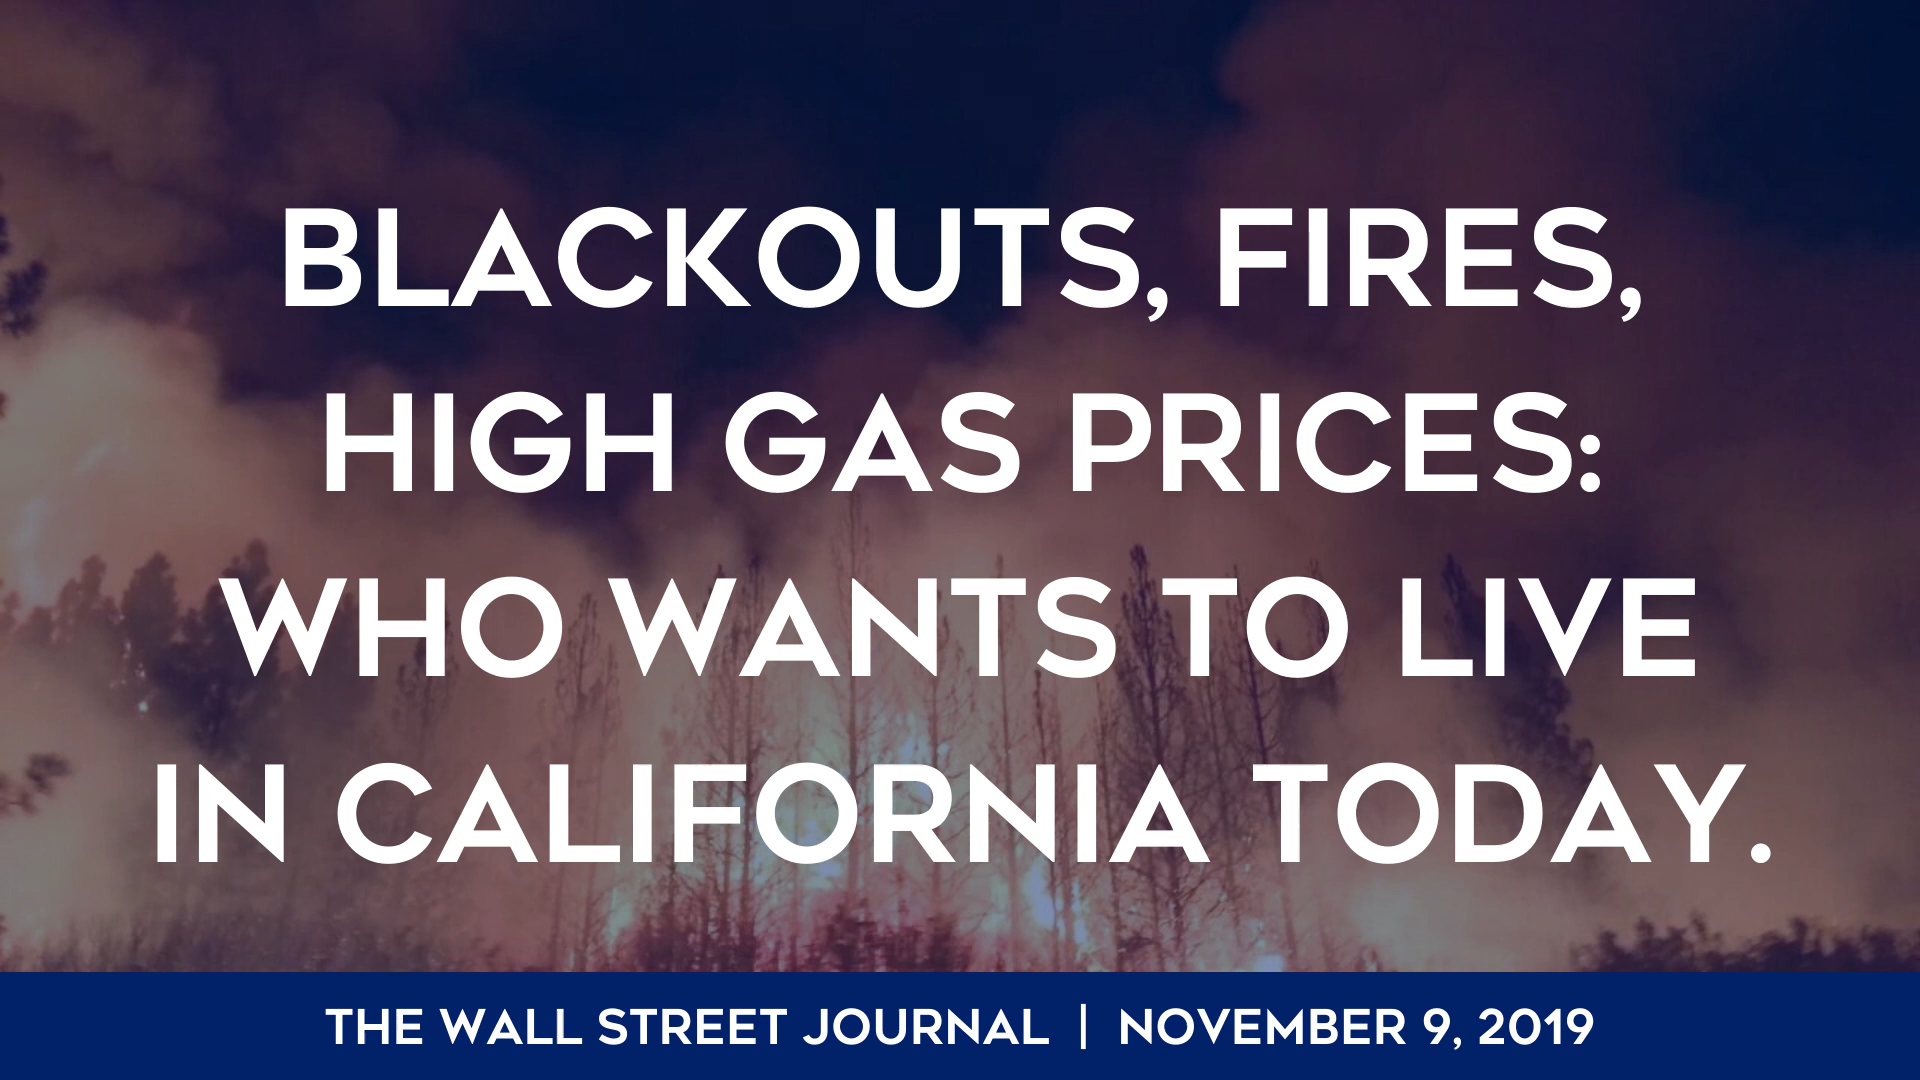 BLACKOUTS, FIRES,
HIGH GAS PRICES:
WHO WANTS TO LIVE
IN CALIFORNIA TODAY.
THE WALL STREET JOURNAL | NOVEMBER 9, 2019